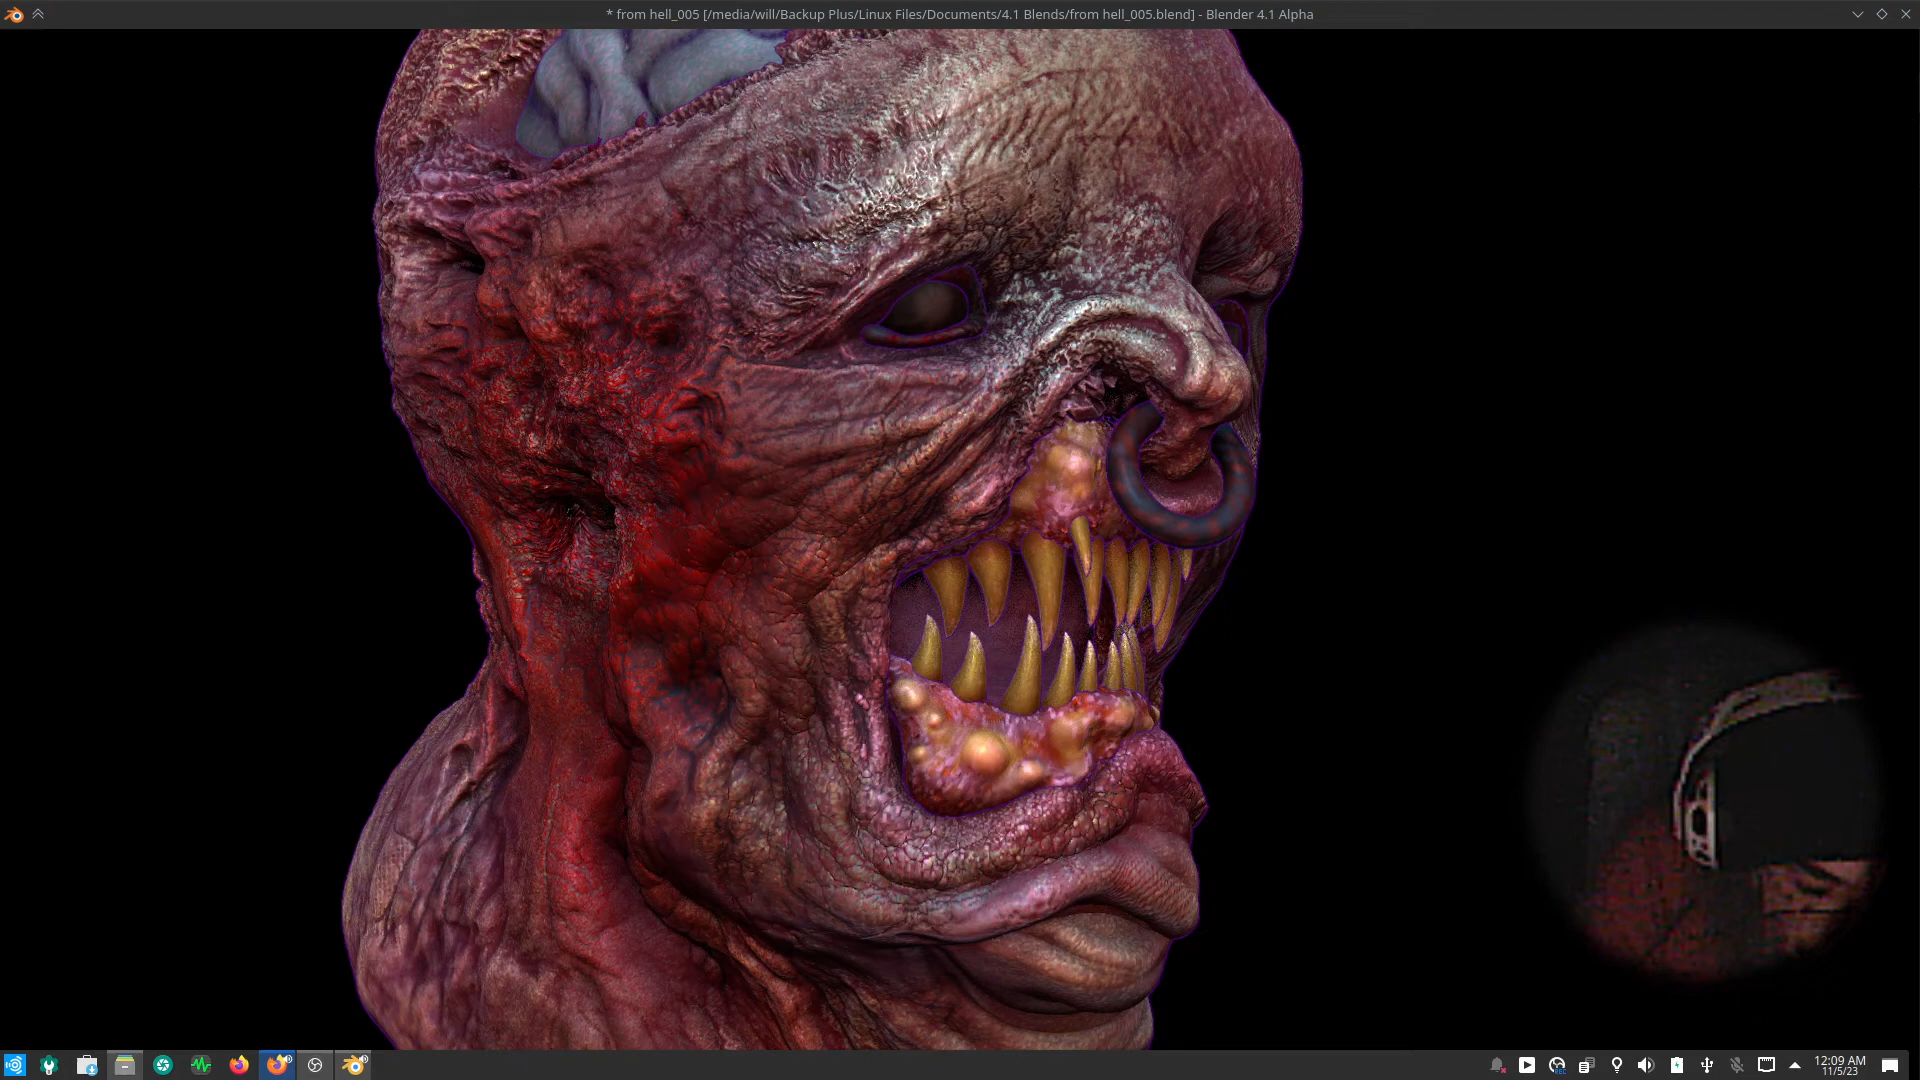 * from hell_005 [/media/will/Backup Plus/Linux Files/Documents/4.1 Blends/from hell_005.blend] - Blender 4.1 Alpha
REC
12:09 AM
11/5/23